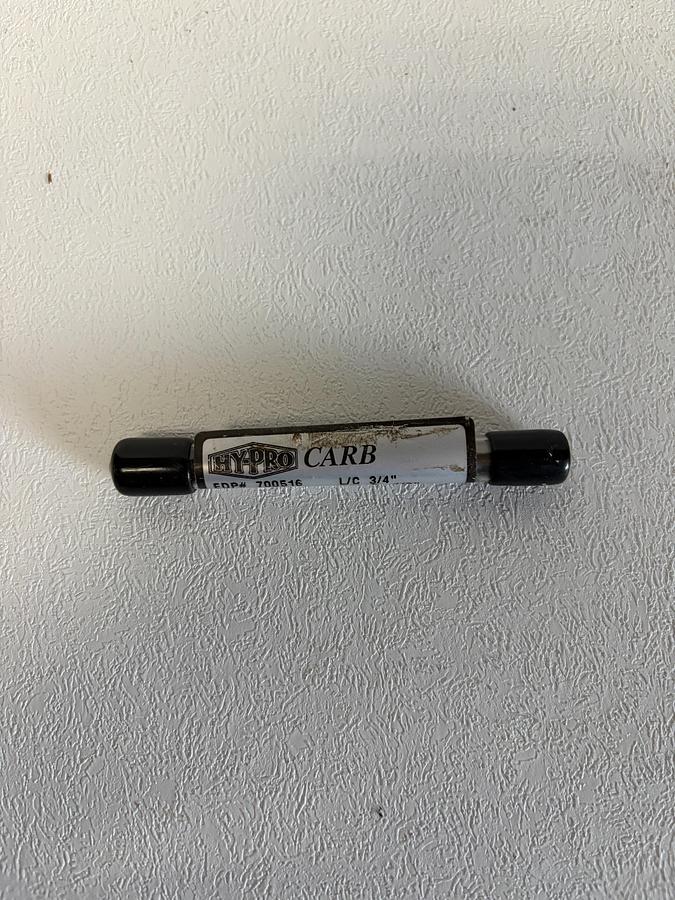 HY-PRO CARB
EDP# 700516 L/C 3/4"